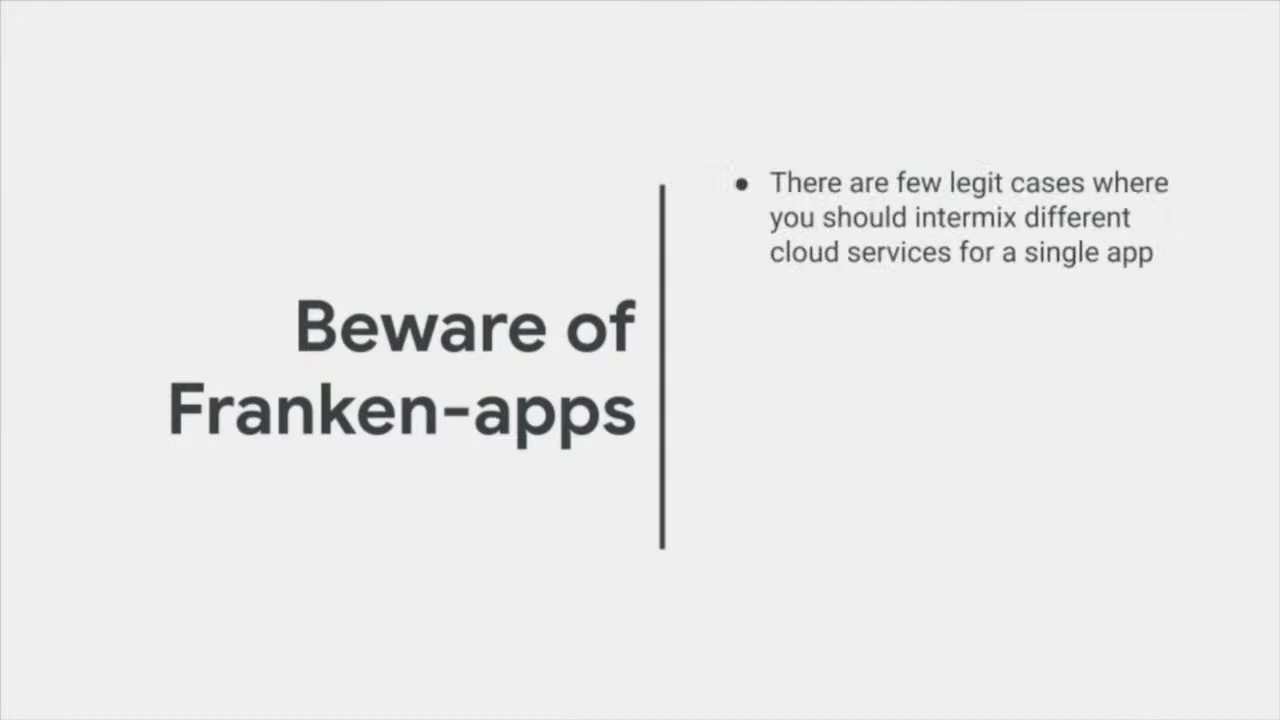 Beware of
Franken-apps
● There are few legit cases where
you should intermix different
cloud services for a single app